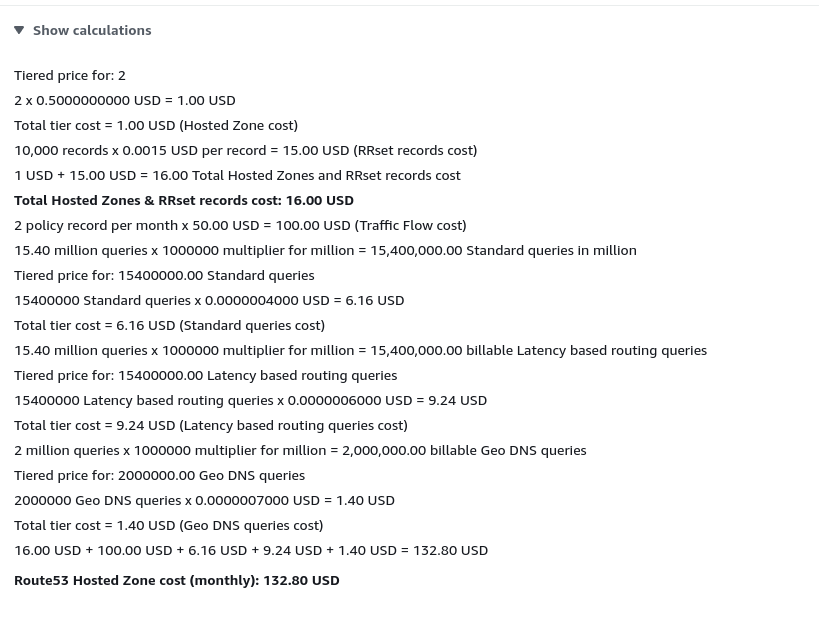 Show calculations
Tiered price for: 2
2 x 0.5000000000 USD = 1.00 USD
Total tier cost = 1.00 USD (Hosted Zone cost)
10,000 records x 0.0015 USD per record = 15.00 USD (RRset records cost)
1 USD + 15.00 USD = 16.00 Total Hosted Zones and RRset records cost
Total Hosted Zones & RRset records cost: 16.00 USD
2 policy record per month x 50.00 USD = 100.00 USD (Traffic Flow cost)
15.40 million queries x 1000000 multiplier for million = 15,400,000.00 Standard queries in million
Tiered price for: 15400000.00 Standard queries
15400000 Standard queries x 0.0000004000 USD = 6.16 USD
Total tier cost = 6.16 USD (Standard queries cost)
15.40 million queries x 1000000 multiplier for million = 15,400,000.00 billable Latency based routing queries
Tiered price for: 15400000.00 Latency based routing queries
15400000 Latency based routing queries x 0.0000006000 USD = 9.24 USD
Total tier cost = 9.24 USD (Latency based routing queries cost)
2 million queries x 1000000 multiplier for million = 2,000,000.00 billable Geo DNS queries
Tiered price for: 2000000.00 Geo DNS queries
2000000 Geo DNS queries x 0.0000007000 USD = 1.40 USD
Total tier cost = 1.40 USD (Geo DNS queries cost)
16.00 USD + 100.00 USD + 6.16 USD + 9.24 USD + 1.40 USD = 132.80 USD
Route53 Hosted Zone cost (monthly): 132.80 USD